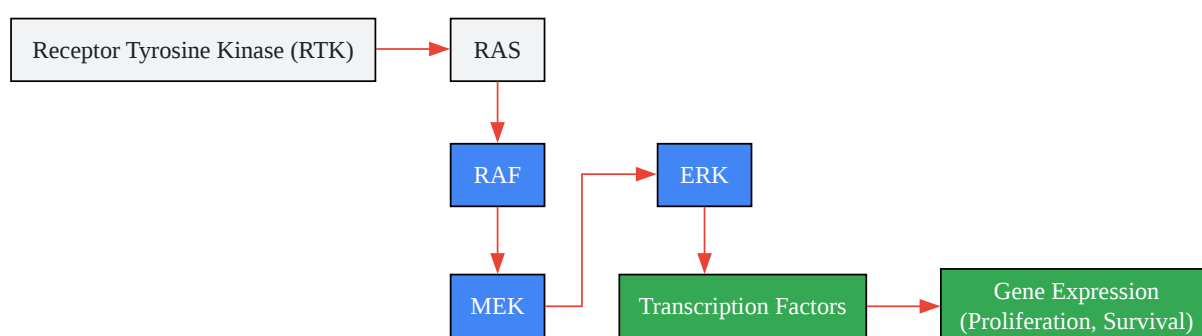 Receptor Tyrosine Kinase (RTK)
RAS
RAF
ERK
MEK
Transcription Factors
Gene Expression
(Proliferation, Survival)